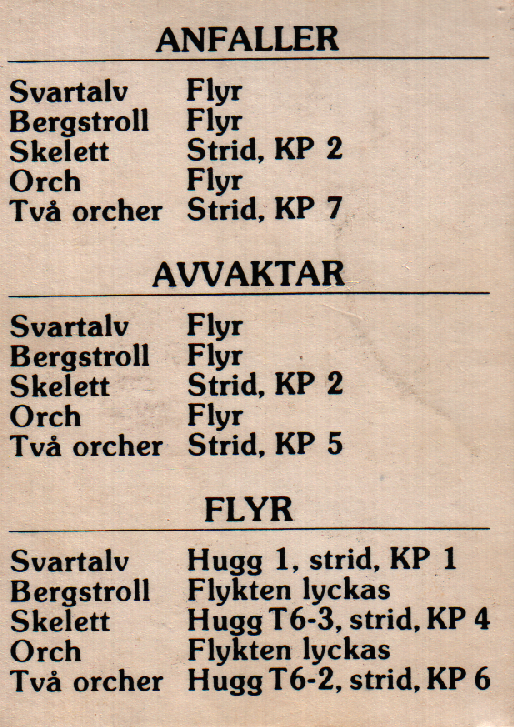 ANFALLER
Svartalv Flyr
Bergstroll Flyr
Skelett Strid, KP 2
Orch Flyr
Två orcher Strid, KP 7
AVVAKTAR
Svartalv Flyr
Bergstroll Flyr
Skelett Strid, KP 2
Orch Flyr
Två orcher Strid, KP 5
FLYR
Svartalv Hugg 1, strid, KP 1
Bergstroll Flykten lyckas
Skelett Hugg T6-3, strid, KP 4
Orch Flykten lyckas
Två orcher Hugg T6-2, strid, KP 6